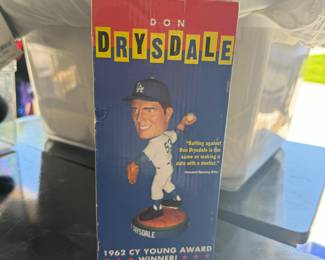 DON
DRYSDALE
LA
"Batting against
Don Drysdale is the
same as making a
date with a dentist."
DRYSDALE
1962 CY YOUNG AWARD
WINNER!